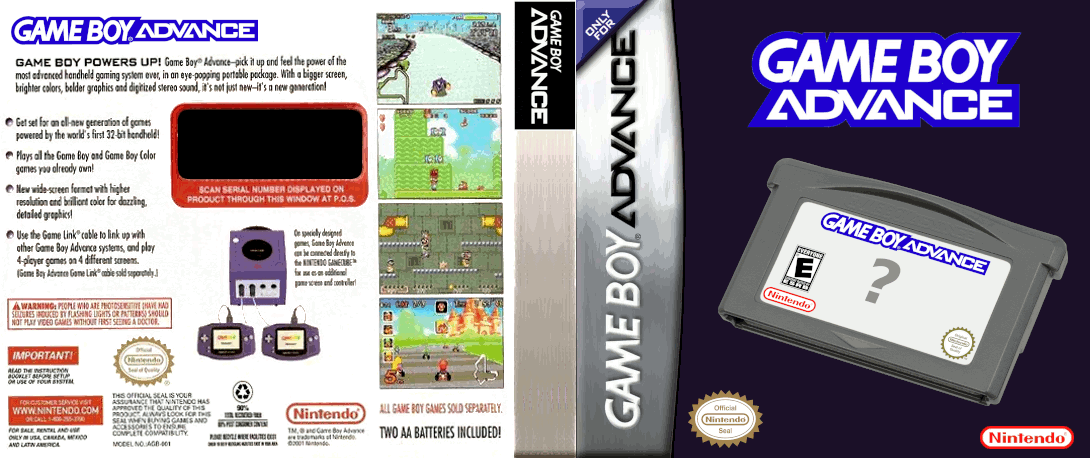 GAME BOY ADVANCE
GAME BOY POWERS UP! Game Boy® Advance–pick it up and feel the power of the
most advanced handheld gaming system ever, in an eye-popping portable package. With a bigger screen,
brighter colors, bolder graphics and digitized stereo sound, it's not just new–it's a new generation!
Get set for an all-new generation of games
powered by the world's first 32-bit handheld!
Plays all the Game Boy and Game Boy Color
games you already own!
New wide-screen format with higher
resolution and brilliant color for dazzling,
detailed graphics!
Use the Game Link® cable to link up with
other Game Boy Advance systems, and play
4-player games on 4 different screens.
(Game Boy Advance Game Link® cable sold separately.)
SCAN SERIAL NUMBER DISPLAYED ON
PRODUCT THROUGH THIS WINDOW AT P.O.S.
On specially designed
games, Game Boy Advance
can be connected directly to
the NINTENDO GAMECUBE™
for use as an additional
game screen and controller!
WARNING: PEOPLE WHO ARE PHOTOSENSITIVE (HAVE HAD
SEIZURES INDUCED BY FLASHING LIGHTS OR PATTERNS) SHOULD
NOT PLAY VIDEO GAMES WITHOUT FIRST SEEING A DOCTOR.
IMPORTANT!
READ THE INSTRUCTION
BOOKLET BEFORE SETUP
OR USE OF YOUR SYSTEM.
Official
Nintendo
Seal of Quality
FOR CUSTOMER SERVICE VISIT
WWW.NINTENDO.COM
OR CALL 1-800-255-3700
FOR SALE, RENTAL AND USE
ONLY IN USA, CANADA, MEXICO
AND LATIN AMERICA.
THIS OFFICIAL SEAL IS YOUR
ASSURANCE THAT NINTENDO HAS
APPROVED THE QUALITY OF THIS
PRODUCT. ALWAYS LOOK FOR THIS
SEAL WHEN BUYING GAMES AND
ACCESSORIES TO ENSURE
COMPLETE COMPATIBILITY.
MODEL NO.: AGB-001
PLEASE RECYCLE WHERE FACILITIES EXIST
Nintendo®
TM, ® and Game Boy Advance
are trademarks of Nintendo.
©2001 Nintendo.
ALL GAME BOY GAMES SOLD SEPARATELY.
TWO AA BATTERIES INCLUDED!
GAME BOY
ADVANCE
ONLY
FOR
GAME BOY ADVANCE
GAME BOY
ADVANCE
GAME BOY ADVANCE
EVERYONE
E
ESRB
?
Nintendo
Official
Nintendo
Seal
Nintendo®